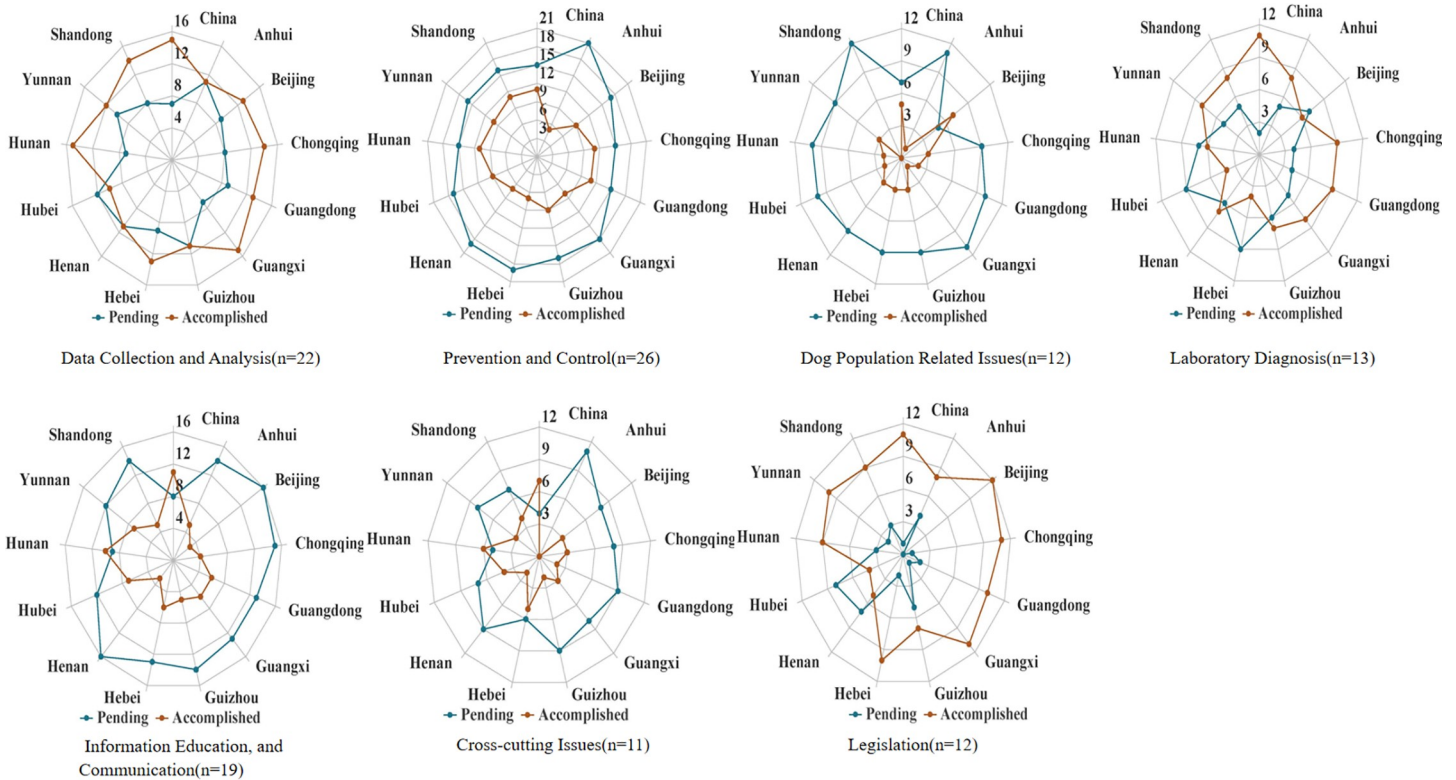 16
China
Shandong
Anhui
12
Yunnan
Beijing
8
4
Hunan
Chongqing
Hubei
Guangdong
Henan
Guangxi
Hebei
Guizhou
Pending Accomplished
Data Collection and Analysis(n=22)
21
China
18
Shandong
Anhui
15
12
Yunnan
Beijing
9
6
3
Hunan
Chongqing
Hubei
Guangdong
Henan
Guangxi
Hebei
Guizhou
Pending Accomplished
Prevention and Control(n=26)
12
China
Shandong
Anhui
9
Yunnan
Beijing
6
3
Hunan
Chongqing
Hubei
Guangdong
Henan
Guangxi
Hebei
Guizhou
Pending Accomplished
Dog Population Related Issues(n=12)
12
China
Shandong
Anhui
9
Yunnan
Beijing
6
3
Hunan
Chongqing
Hubei
Guangdong
Henan
Guangxi
Hebei
Guizhou
Pending Accomplished
Laboratory Diagnosis(n=13)
16
China
Shandong
Anhui
12
Yunnan
Beijing
8
4
Hunan
Chongqing
Hubei
Guangdong
Henan
Guangxi
Hebei
Guizhou
Pending Accomplished
Information Education, and
Communication(n=19)
12
China
Shandong
Anhui
9
Yunnan
Beijing
6
3
Hunan
Chongqing
Hubei
Guangdong
Henan
Guangxi
Hebei
Guizhou
Pending Accomplished
Cross-cutting Issues(n=11)
12
China
Shandong
Anhui
9
Yunnan
Beijing
6
3
Hunan
Chongqing
Hubei
Guangdong
Henan
Guangxi
Hebei
Guizhou
Pending Accomplished
Legislation(n=12)